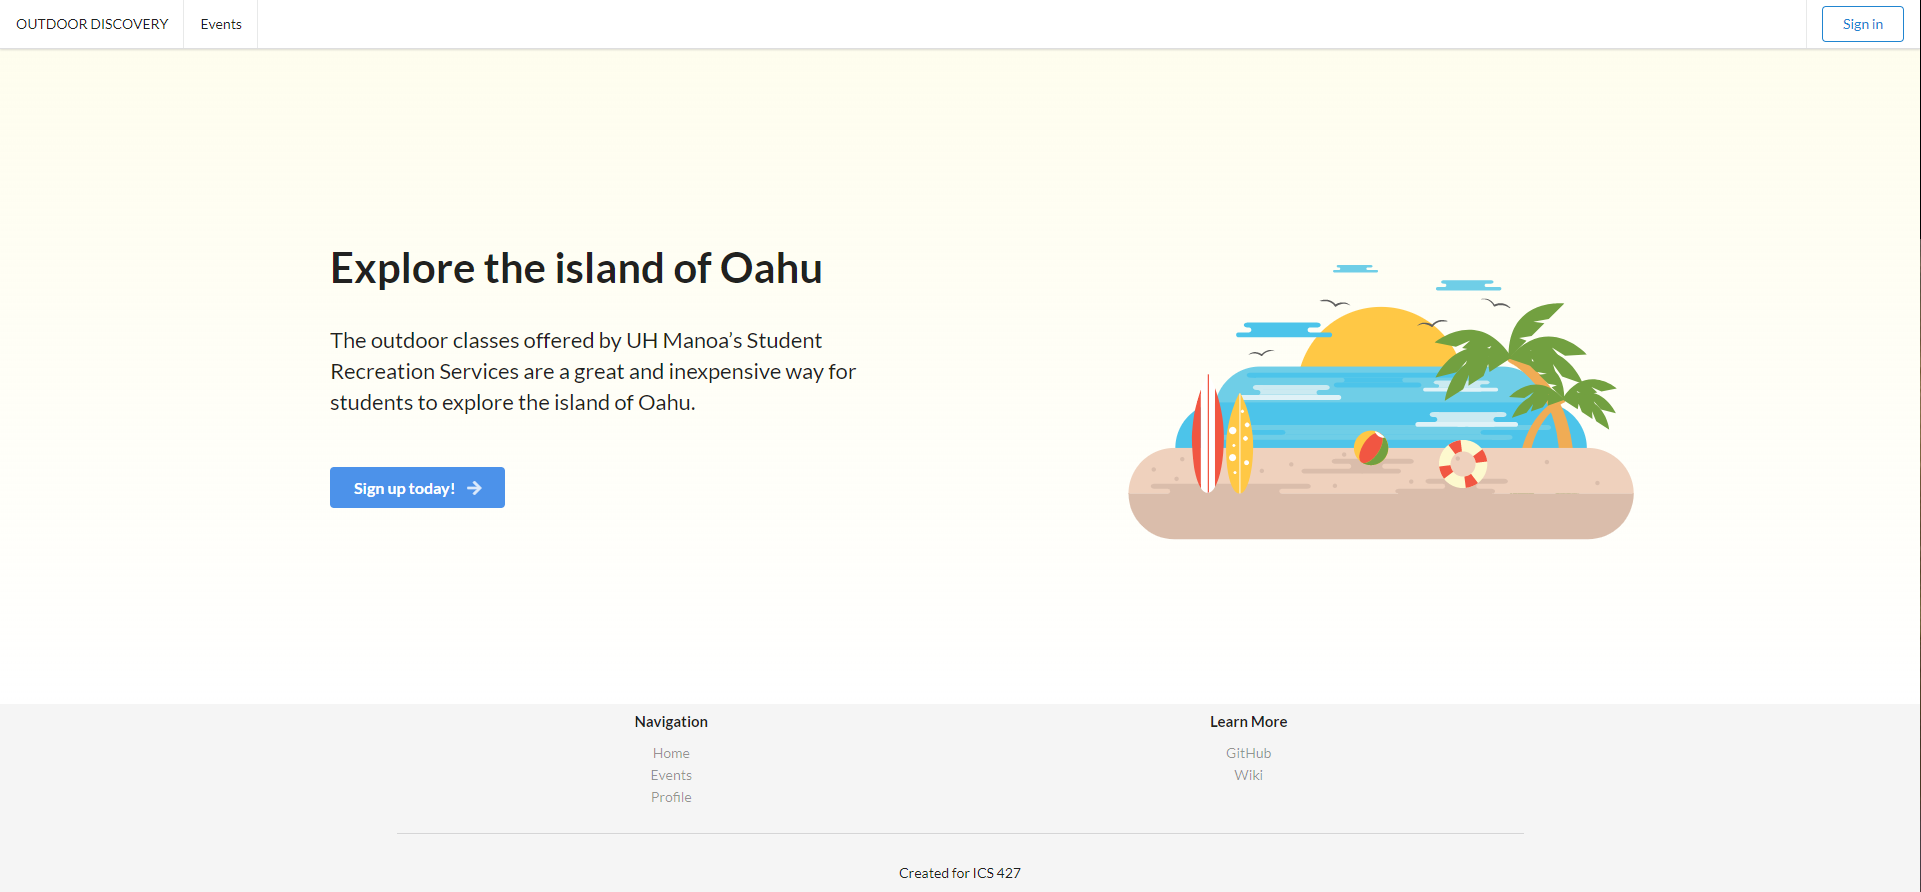 OUTDOOR DISCOVERY
Events
Sign in
Explore the island of Oahu
The outdoor classes offered by UH Manoa’s Student
Recreation Services are a great and inexpensive way for
students to explore the island of Oahu.
Sign up today!
Navigation
Home
Events
Profile
Learn More
GitHub
Wiki
Created for ICS 427